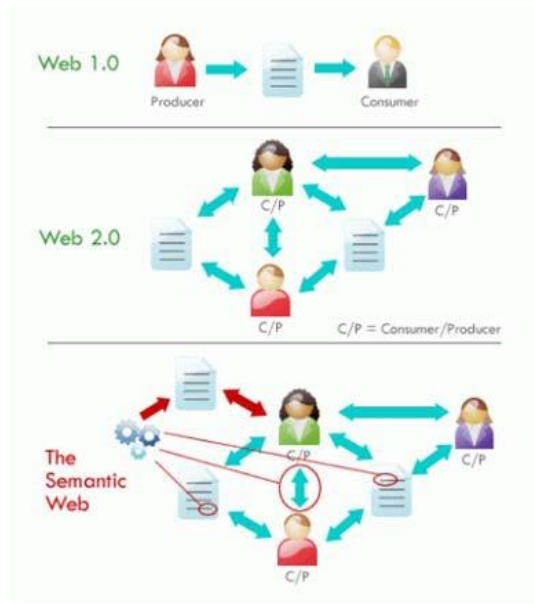 Web 1.0
Producer
Consumer
C/P
C/P
Web 2.0
C/P
C/P = Consumer/Producer
C/P
C/P
The
Semantic
Web
C/P